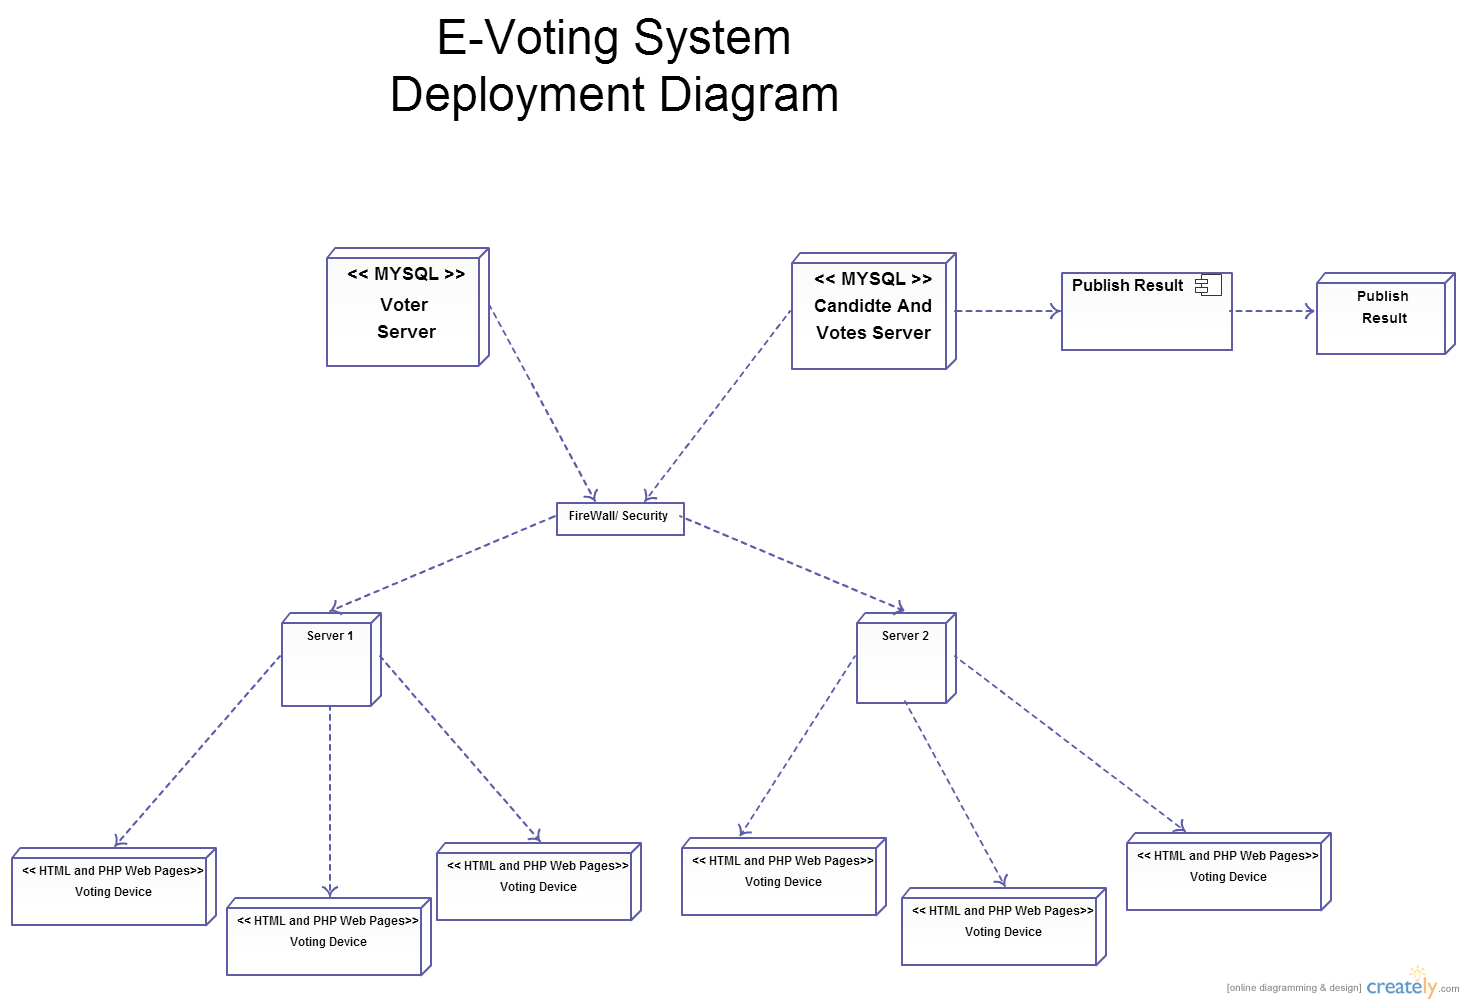 E-Voting System
Deployment Diagram
<< MYSQL >>
Voter
Server
<< MYSQL >>
Candidte And
Votes Server
Publish Result
Publish
Result
FireWall/ Security
Server 1
Server 2
<< HTML and PHP Web Pages>>
Voting Device
<< HTML and PHP Web Pages>>
Voting Device
<< HTML and PHP Web Pages>>
Voting Device
<< HTML and PHP Web Pages>>
Voting Device
<< HTML and PHP Web Pages>>
Voting Device
<< HTML and PHP Web Pages>>
Voting Device
[online diagramming & design] creately.com